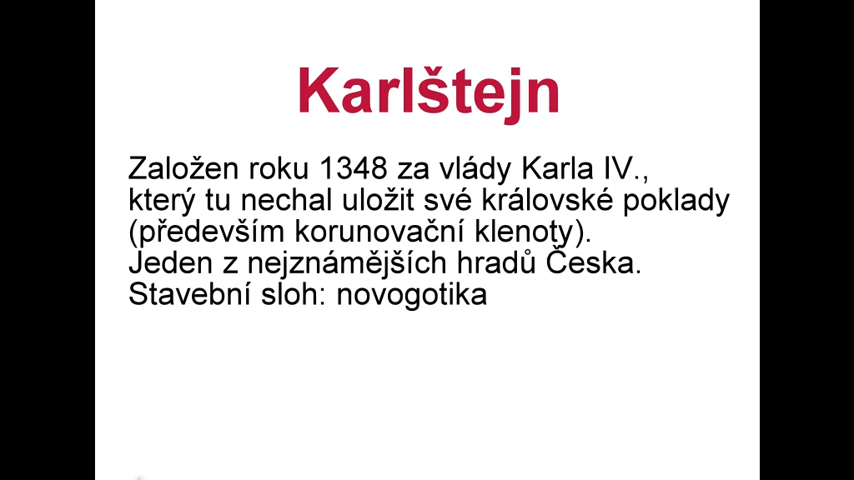 Karlštejn
Založen roku 1348 za vlády Karla IV.,
který tu nechal uložit své královské poklady
(především korunovační klenoty).
Jeden z nejznámějších hradů Česka.
Stavební sloh: novogotika